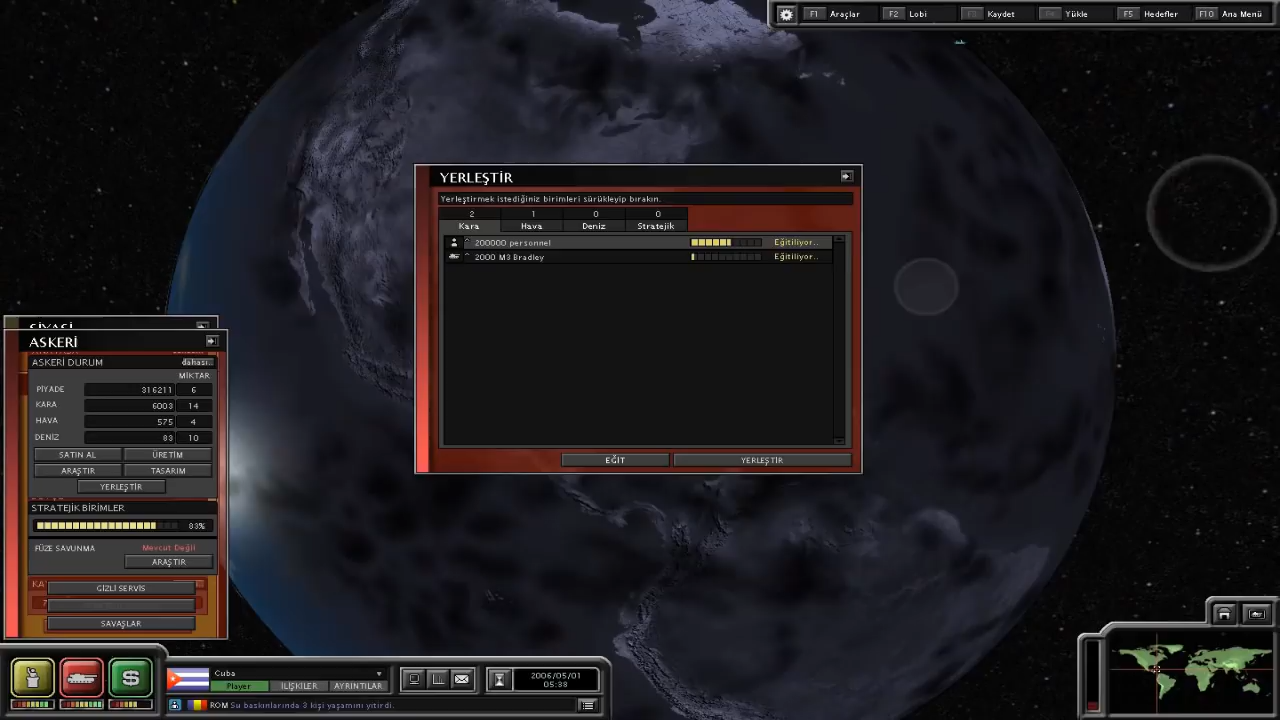 F1 Araçlar F2 Lobi F3 Kaydet Yükle F5 Hedefler F10 Ana Menü
YERLEŞTİR
Yerleştirmek istediğiniz birimleri sürükleyip bırakın.
2 1 0 0
Kara Hava Deniz Stratejik
^ 200000 personnel Eğitiliyor..
^ 2000 M3 Bradley Eğitiliyor..
EĞİT YERLEŞTİR
SİYASİ
ASKERİ
ASKERİ DURUM dahası..
MİKTAR
PİYADE 316211 6
KARA 6003 14
HAVA 575 4
DENİZ 83 10
SATIN AL ÜRETİM
ARAŞTIR TASARIM
YERLEŞTİR
STRATEJİK BİRİMLER
83%
FÜZE SAVUNMA Mevcut Değil
ARAŞTIR
KA
GİZLİ SERVİS
SAVAŞLAR
Cuba
Player İLİŞKİLER AYRINTILAR
2006/05/01
05:38
ROM Su baskınlarında 3 kişi yaşamını yitirdi.